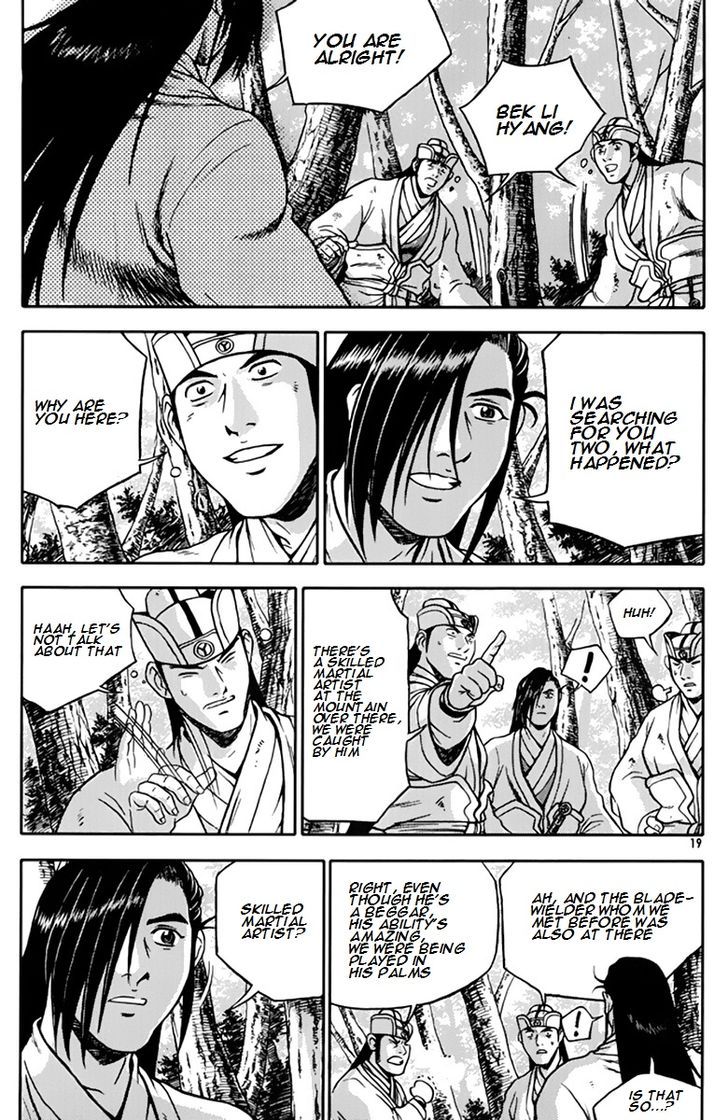 YOU ARE
ALRIGHT!
BEK LI
HYANG!
WHY ARE
YOU HERE?
I WAS
SEARCHING
FOR YOU
TWO, WHAT
HAPPENED?
HAAH, LET'S
NOT TALK
ABOUT THAT
THERE'S
A SKILLED
MARTIAL
ARTIST
AT THE
MOUNTAIN
OVER THERE,
WE WERE
CAUGHT
BY HIM
!
HUH!
19
SKILLED
MARTIAL
ARTIST?
RIGHT, EVEN
THOUGH HE'S
A BEGGAR,
HIS ABILITY'S
AMAZING,
WE WERE BEING
PLAYED IN
HIS PALMS
AH, AND THE BLADE-
WIELDER WHOM WE
MET BEFORE WAS
ALSO AT THERE
!
IS THAT
SO...?